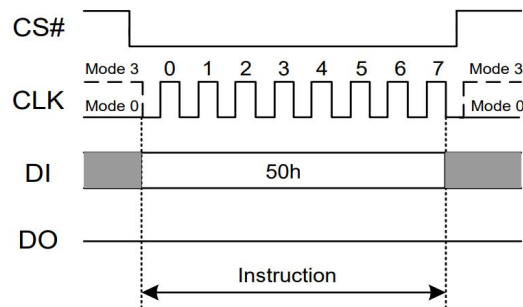 CS#
Mode 3 0 1 2 3 4 5 6 7 Mode 3
CLK Mode 0 Mode 0
DI 50h
DO
Instruction